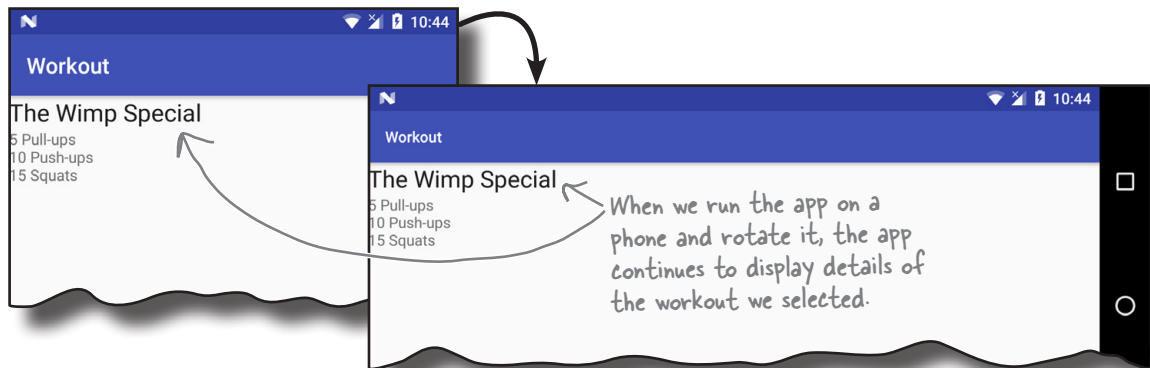 10:44
Workout
The Wimp Special
5 Pull-ups
10 Push-ups
15 Squats
10:44
Workout
The Wimp Special
5 Pull-ups
10 Push-ups
15 Squats
When we run the app on a
phone and rotate it, the app
continues to display details of
the workout we selected.